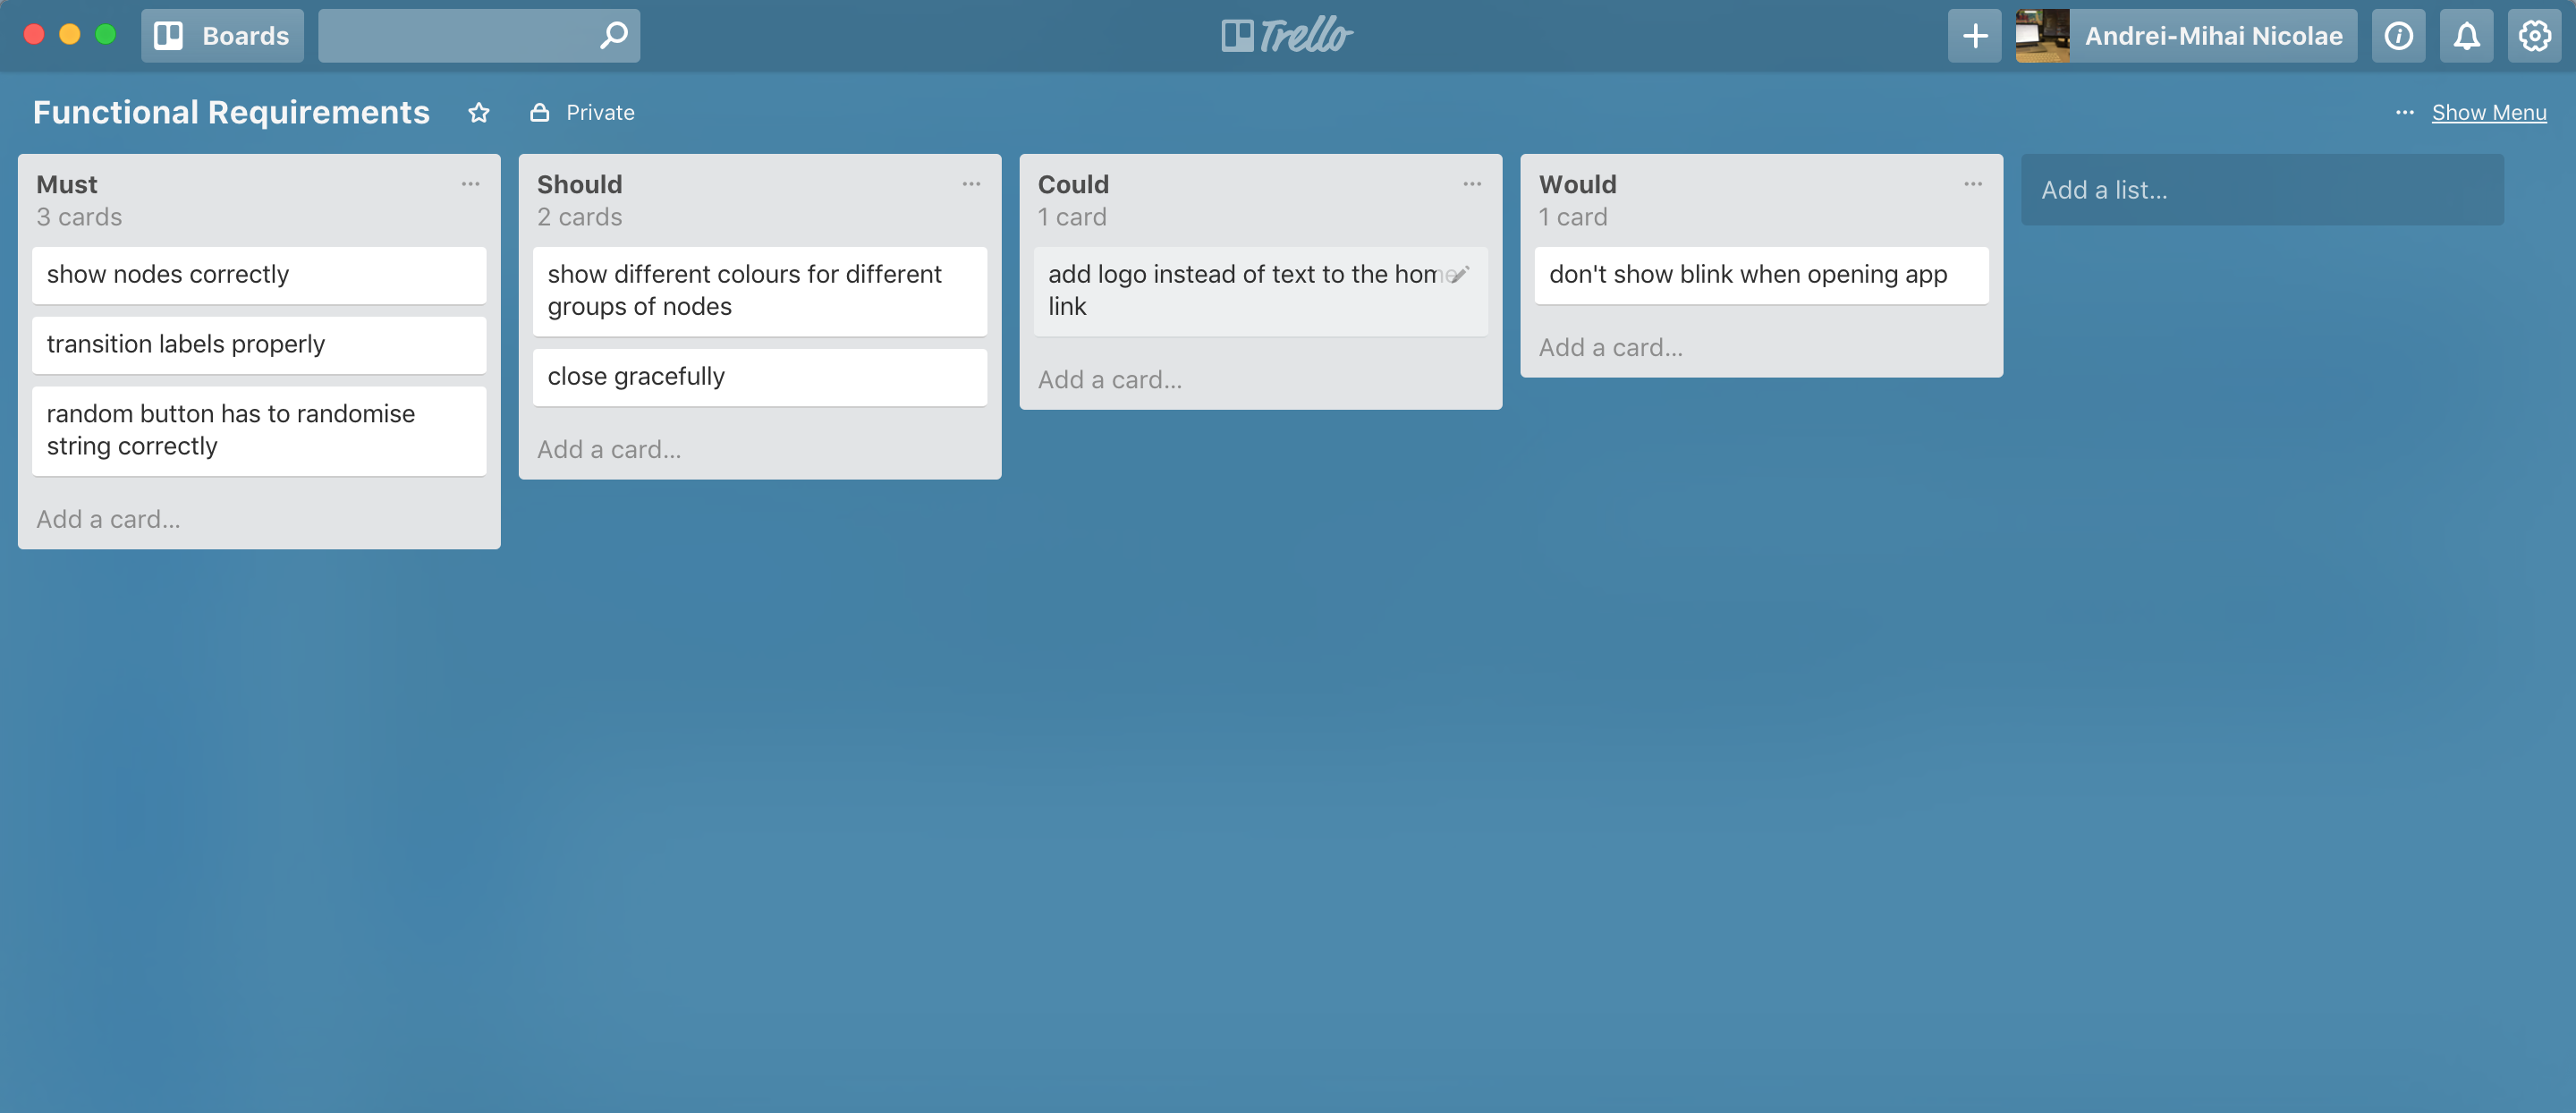 Boards
Trello
Andrei-Mihai Nicolae
Functional Requirements
Private
Show Menu
Must
3 cards
show nodes correctly
transition labels properly
random button has to randomise
string correctly
Add a card...
Should
2 cards
show different colours for different
groups of nodes
close gracefully
Add a card...
Could
1 card
add logo instead of text to the home
link
Add a card...
Would
1 card
don't show blink when opening app
Add a card...
Add a list...